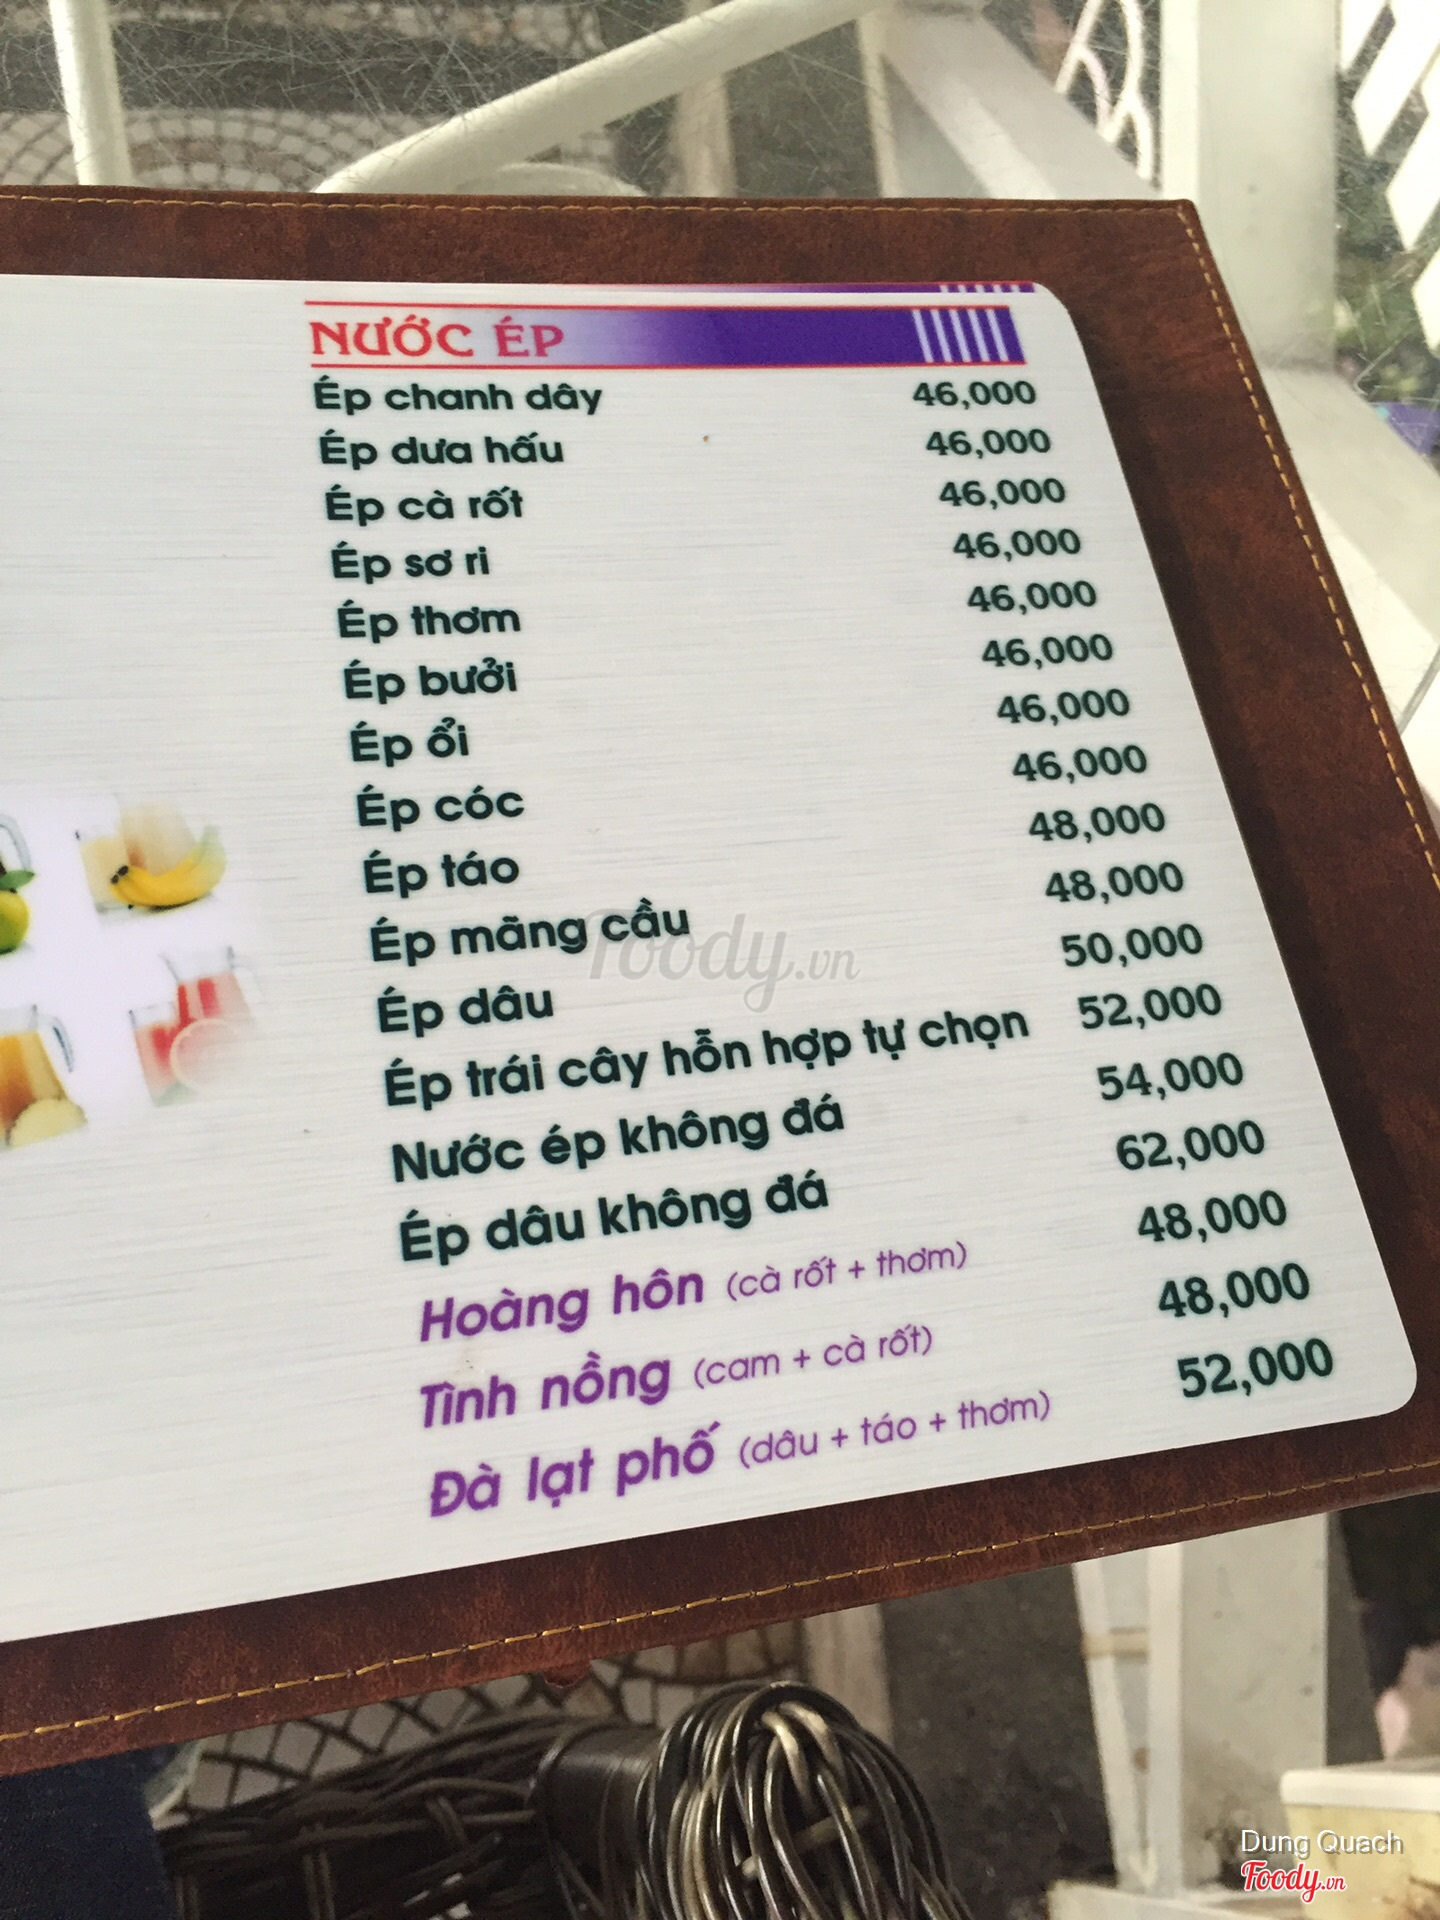 NƯỚC ÉP
Ép chanh dây 46,000
Ép dưa hấu 46,000
Ép cà rốt 46,000
Ép sơ ri 46,000
Ép thơm 46,000
Ép bưởi 46,000
Ép ổi 46,000
Ép cóc 46,000
Ép táo 48,000
Ép mãng cầu 48,000
Ép dâu 50,000
Ép trái cây hỗn hợp tự chọn 52,000
Nước ép không đá 54,000
Ép dâu không đá 62,000
Hoàng hôn (cà rốt + thơm) 48,000
Tình nồng (cam + cà rốt) 48,000
Đà lạt phố (dâu + táo + thơm) 52,000
Foody.vn
Dung Quach
Foody.vn